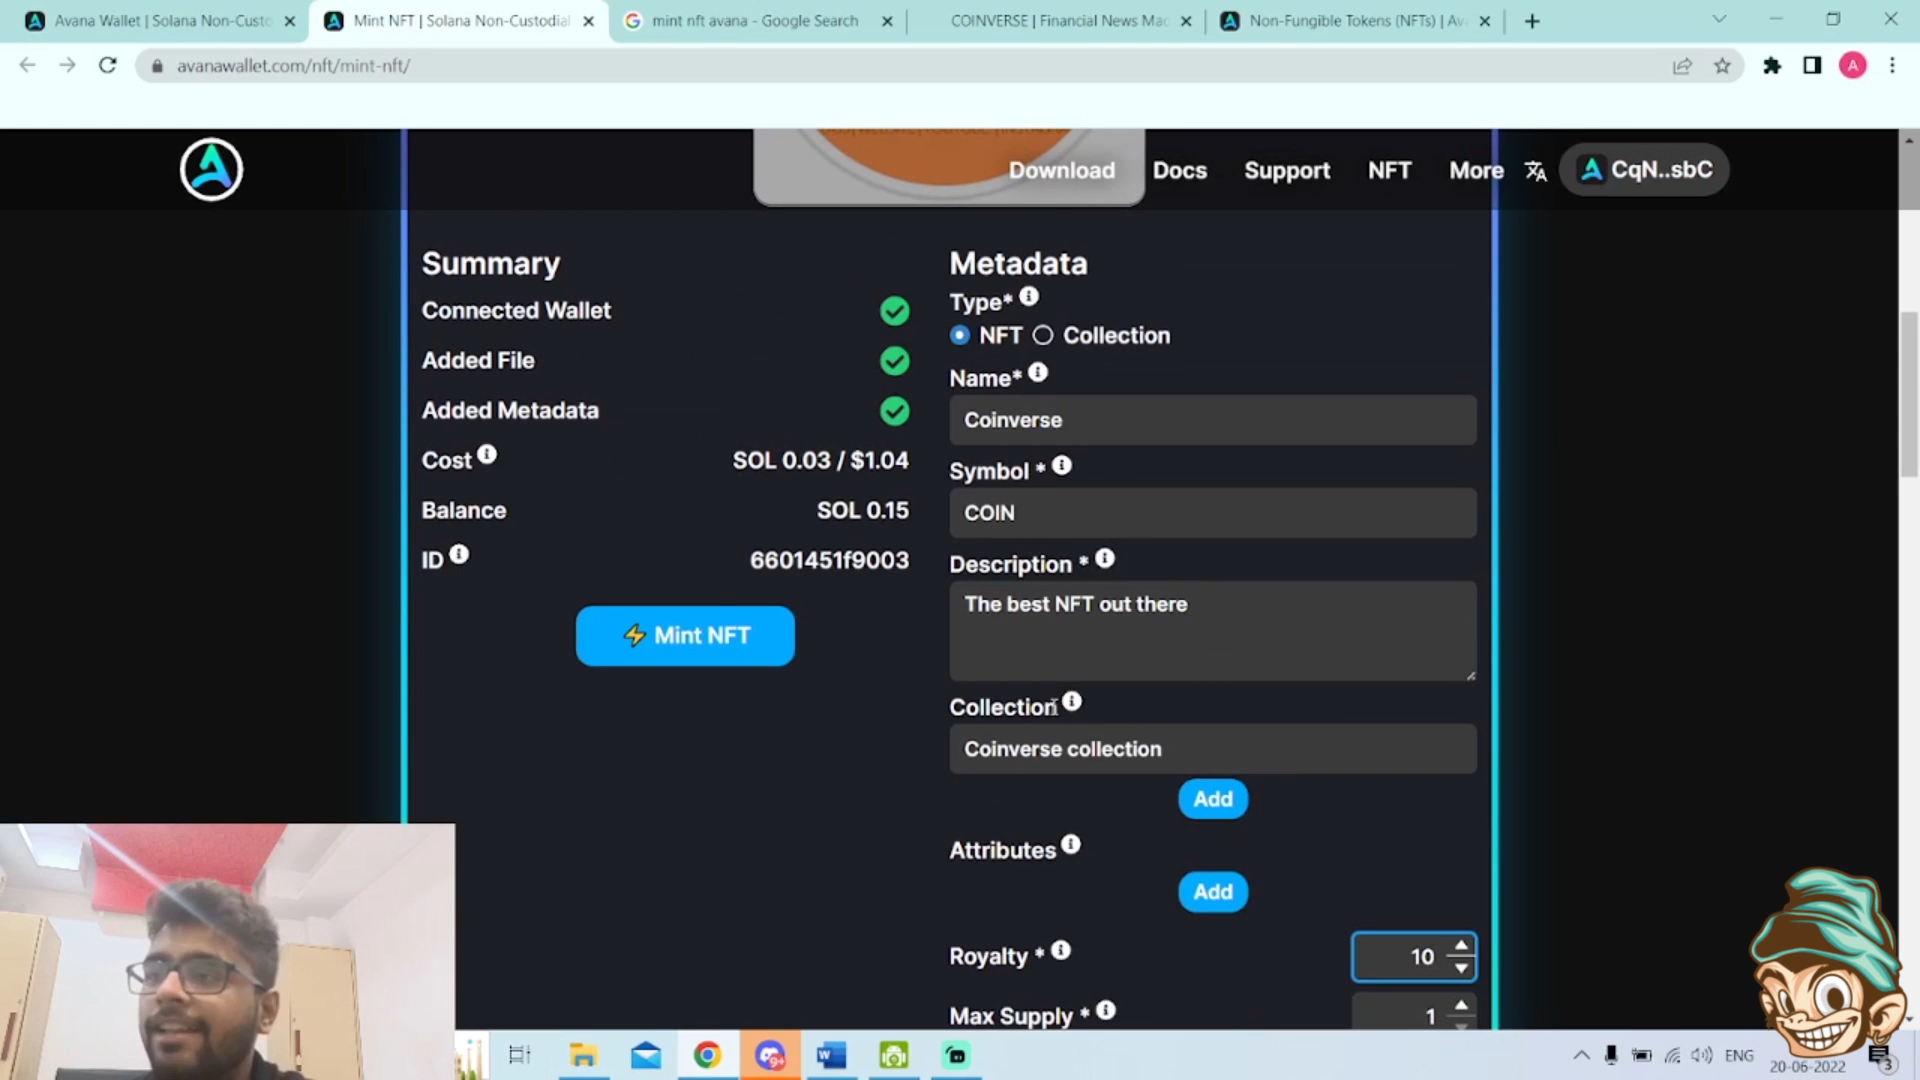 Avana Wallet | Solana Non-Custo
Mint NFT | Solana Non-Custodial
mint nft avana - Google Search
COINVERSE | Financial News Mac
Non-Fungible Tokens (NFTs) | Av
avanawallet.com/nft/mint-nft/
A
Download
Docs
Support
NFT
More
CqN..sbC
Summary
Connected Wallet
Added File
Added Metadata
Cost
SOL 0.03 / $1.04
Balance
SOL 0.15
ID
6601451f9003
Mint NFT
Metadata
Type*
NFT
Collection
Name*
Coinverse
Symbol *
COIN
Description *
The best NFT out there
Collection
Coinverse collection
Add
Attributes
Add
Royalty *
10
Max Supply *
1
9+
W
ENG
20-06-2022
3